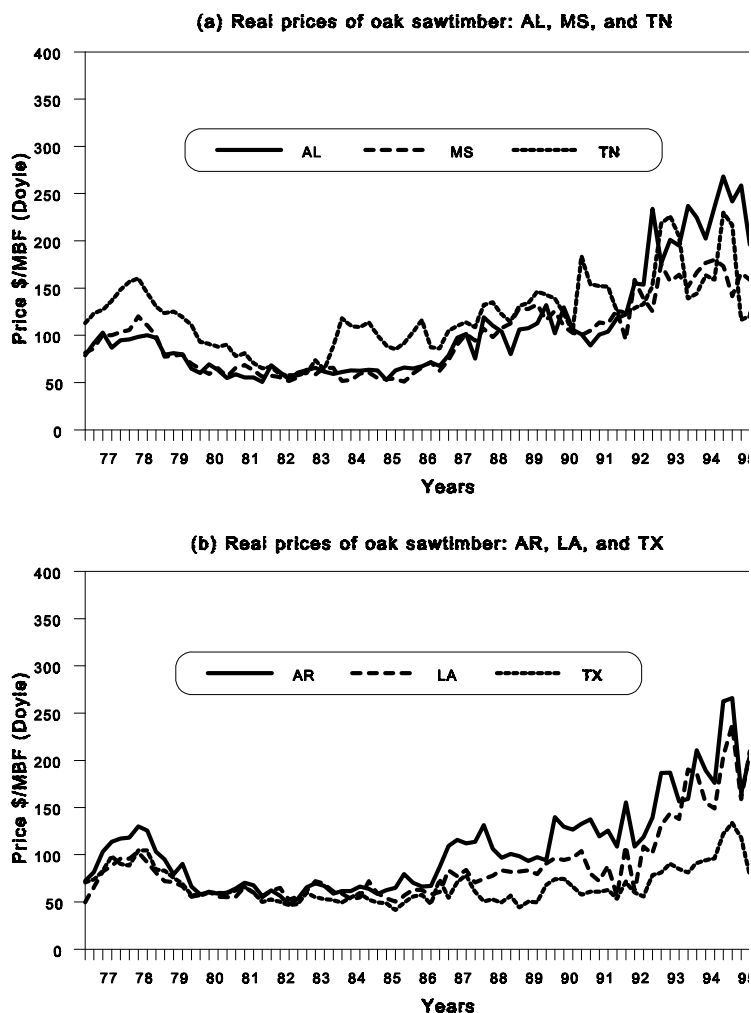 (a) Real prices of oak sawtimber: AL, MS, and TN
400
350
300
250
200
150
100
50
0
Price $/MBF (Doyle)
AL MS TN
77 78 79 80 81 82 83 84 85 86 87 88 89 90 91 92 93 94 95
Years
(b) Real prices of oak sawtimber: AR, LA, and TX
400
350
300
250
200
150
100
50
0
Price $/MBF (Doyle)
AR LA TX
77 78 79 80 81 82 83 84 85 86 87 88 89 90 91 92 93 94 95
Years